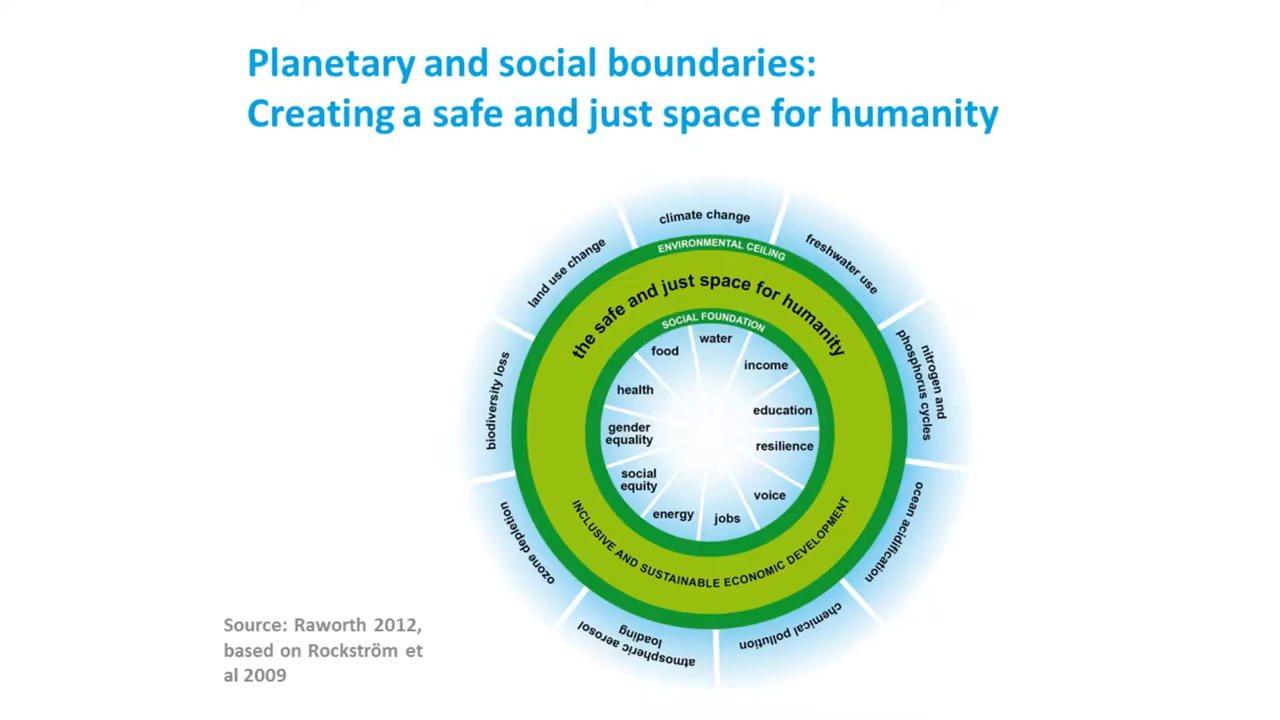 Planetary and social boundaries:
Creating a safe and just space for humanity
climate change
freshwater use
nitrogen and
phosphorus cycles
ocean acidification
chemical pollution
atmospheric aerosol
loading
ozone depletion
biodiversity loss
land use change
ENVIRONMENTAL CEILING
the safe and just space for humanity
SOCIAL FOUNDATION
water
income
education
resilience
voice
jobs
energy
social
equity
gender
equality
health
food
INCLUSIVE AND SUSTAINABLE ECONOMIC DEVELOPMENT
Source: Raworth 2012,
based on Rockström et
al 2009